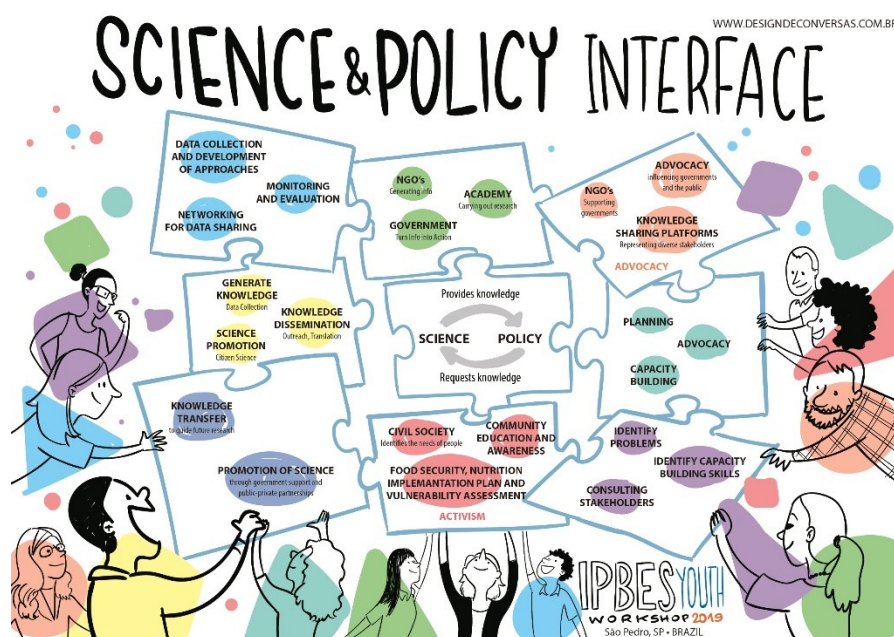 WWW.DESIGNDECONVERSAS.COM.BR
SCIENCE & POLICY INTERFACE
DATA COLLECTION
AND DEVELOPMENT
OF APPROACHES
MONITORING
AND EVALUATION
NETWORKING
FOR DATA SHARING
NGO's
Generating info
ACADEMY
Carrying out research
GOVERNMENT
Turn Info into Action
ADVOCACY
influencing governments
and the public
NGO's
Supporting
governments
KNOWLEDGE
SHARING PLATFORMS
Representing diverse stakeholders
ADVOCACY
GENERATE
KNOWLEDGE
Data Collection
KNOWLEDGE
DISSEMINATION
Outreach, Translation
SCIENCE
PROMOTION
Citizen Science
Provides knowledge
SCIENCE
POLICY
Requests knowledge
PLANNING
ADVOCACY
CAPACITY
BUILDING
KNOWLEDGE
TRANSFER
to guide future research
PROMOTION OF SCIENCE
through government support and
public-private partnerships
CIVIL SOCIETY
Identifies the needs of people
COMMUNITY
EDUCATION AND
AWARENESS
FOOD SECURITY, NUTRITION
IMPLEMANTATION PLAN AND
VULNERABILITY ASSESSMENT
ACTIVISM
IDENTIFY
PROBLEMS
IDENTIFY CAPACITY
BUILDING SKILLS
CONSULTING
STAKEHOLDERS
IPBES YOUTH
WORKSHOP 2019
São Pedro, SP • BRAZIL